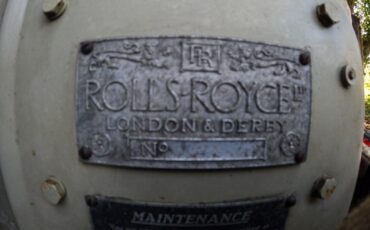 RR
ROLLS-ROYCE LTD
LONDON & DERBY
No
MAINTENANCE